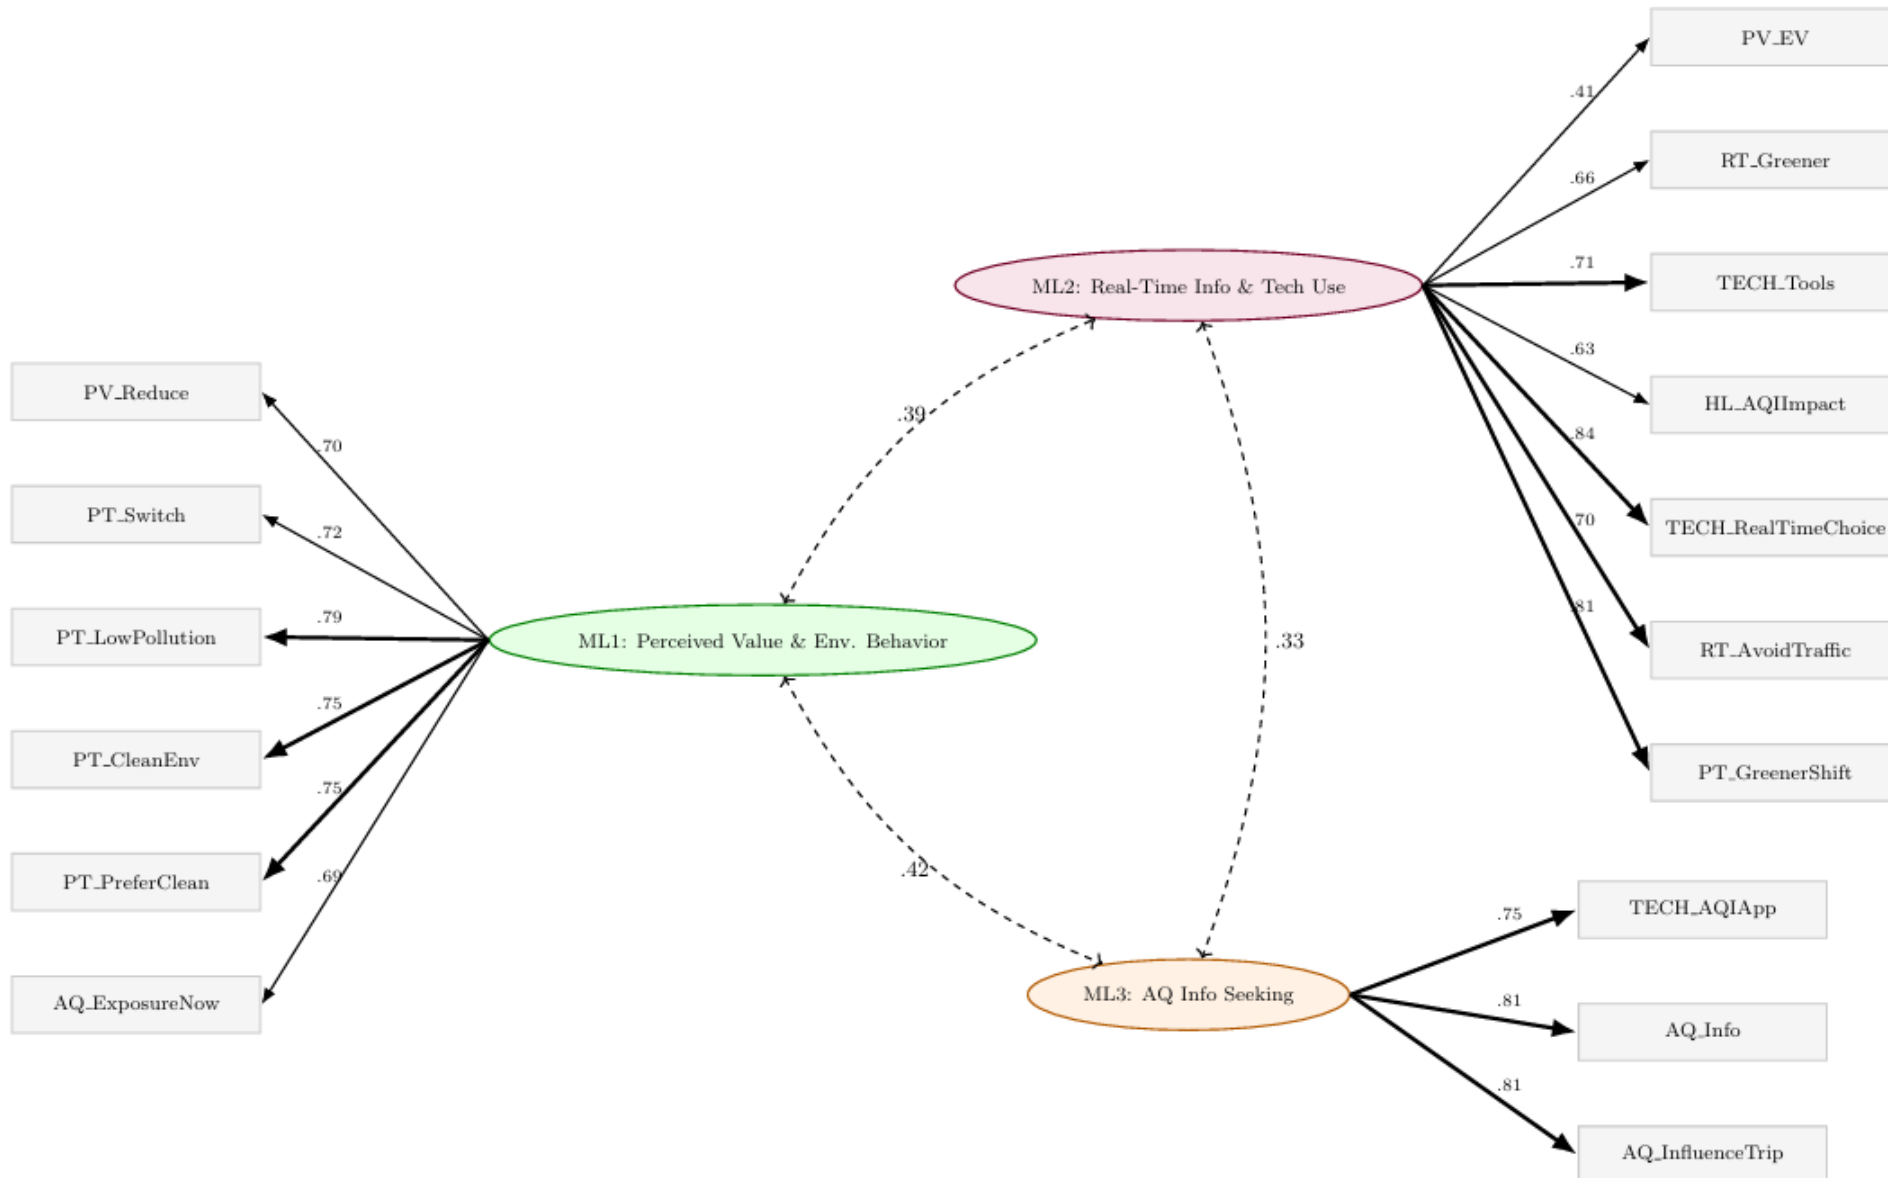 PV_EV
.41
RT_Greener
.66
TECH_Tools
.71
ML2: Real-Time Info & Tech Use
.63
HL_AQIImpact
.84
TECH_RealTimeChoice
.70
RT_AvoidTraffic
.81
PT_GreenerShift
PV_Reduce
.70
PT_Switch
.72
PT_LowPollution
.79
ML1: Perceived Value & Env. Behavior
.75
PT_CleanEnv
.75
PT_PreferClean
.69
AQ_ExposureNow
.39
.33
.42
ML3: AQ Info Seeking
.75
TECH_AQIApp
.81
AQ_Info
.81
AQ_InfluenceTrip